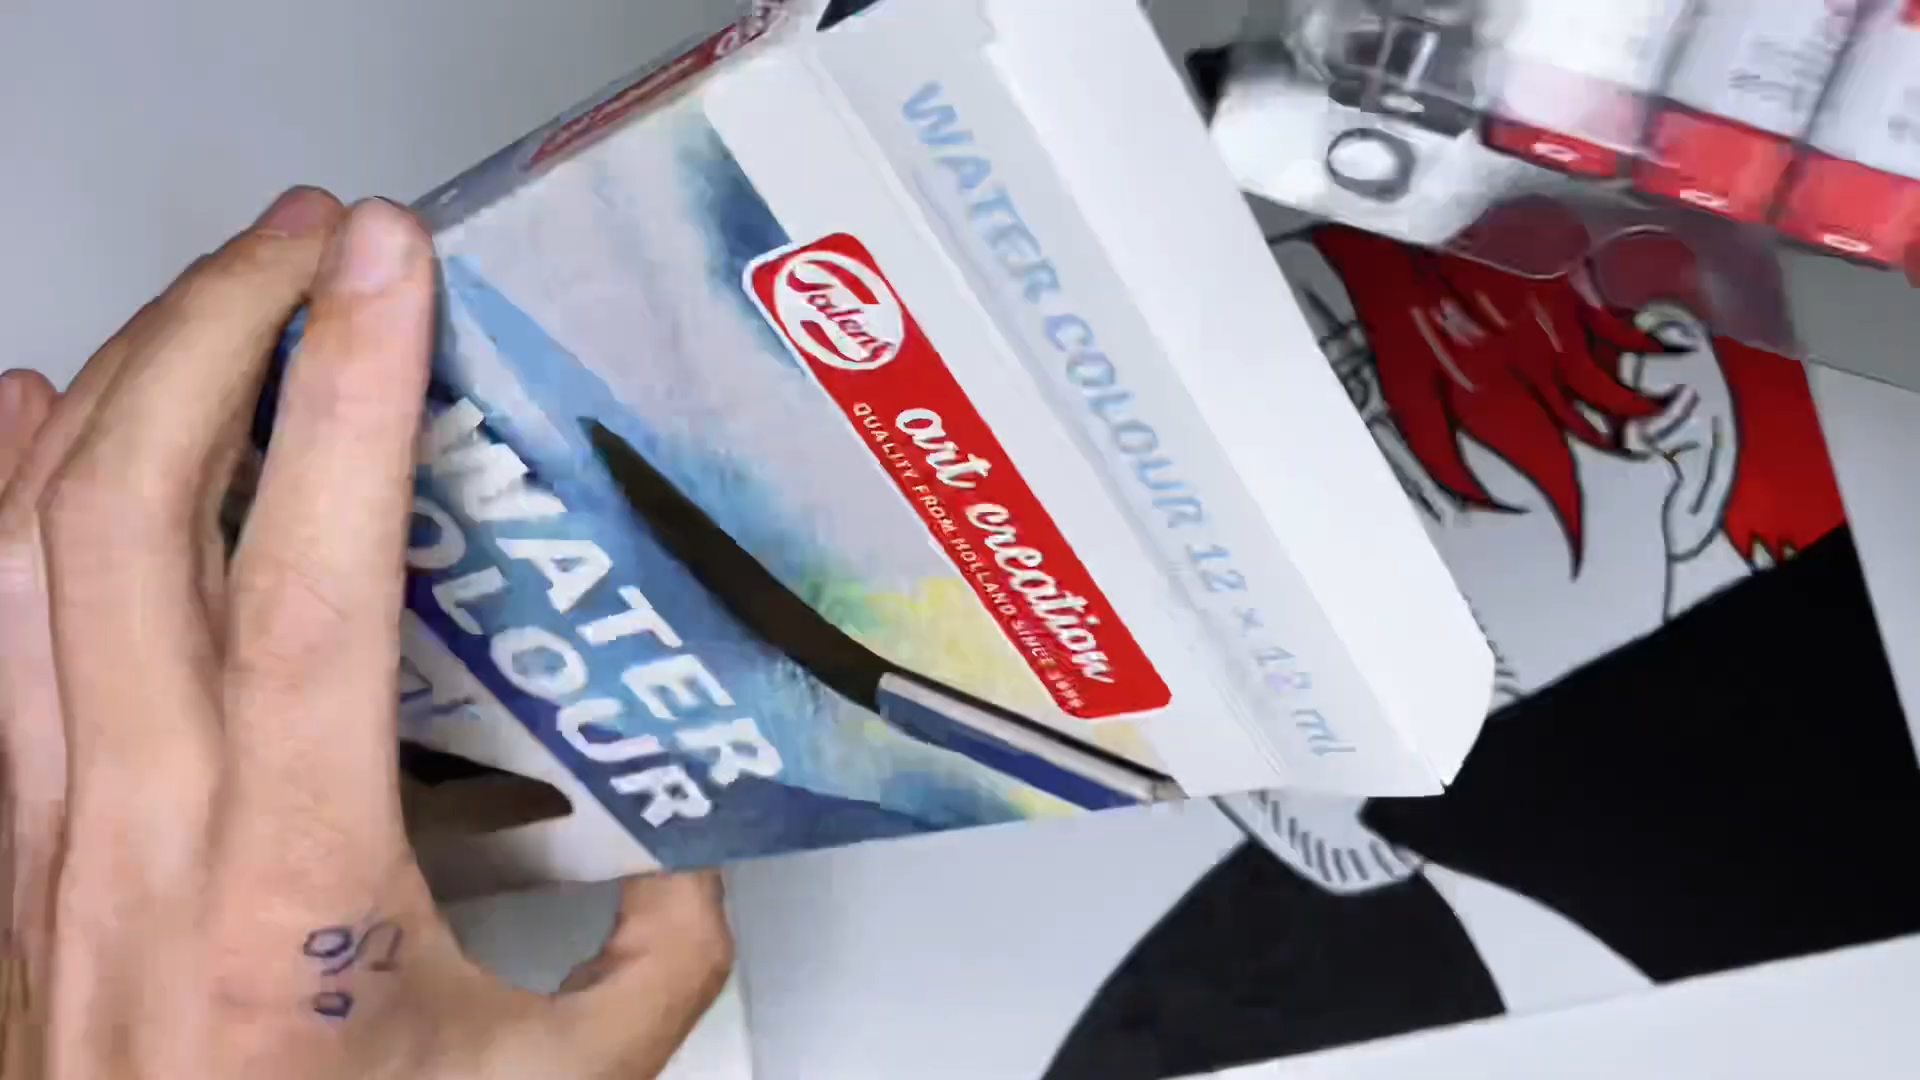 WATER COLOUR 12 x 12 ml
Talens
art creation
QUALITY FROM HOLLAND SINCE 1899
WATER
COLOUR